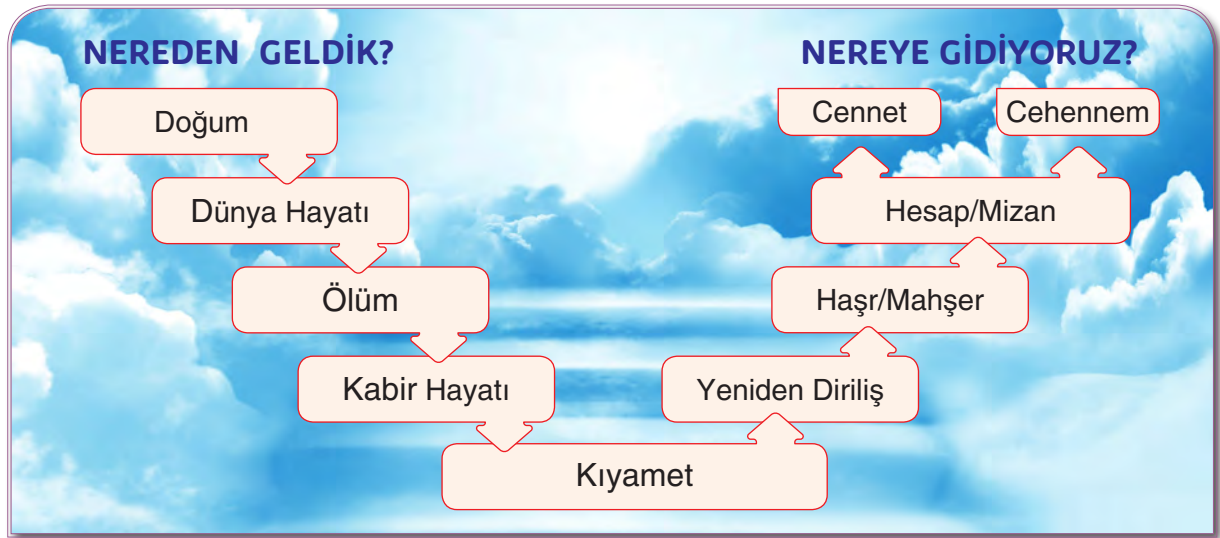 NEREDEN GELDİK?
Doğum
Dünya Hayatı
Ölüm
Kabir Hayatı
Kıyamet
Yeniden Diriliş
Haşr/Mahşer
Hesap/Mizan
NEREYE GİDİYORUZ?
Cennet
Cehennem